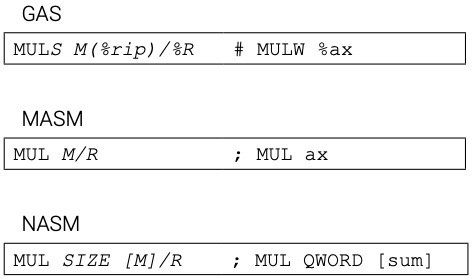 GAS
MULS M(%rip)/%R # MULW %ax
MASM
MUL M/R ; MUL ax
NASM
MUL SIZE [M]/R ; MUL QWORD [sum]